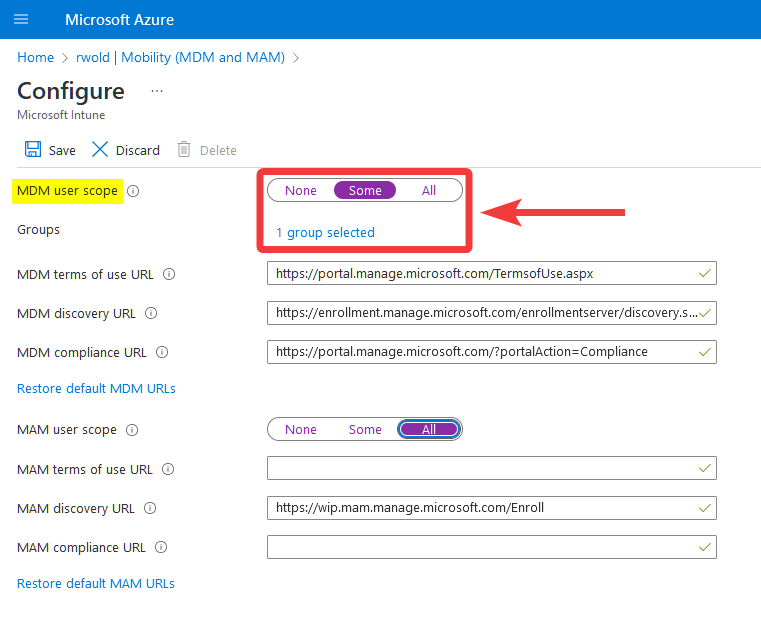 Microsoft Azure
Home > rwold | Mobility (MDM and MAM) >
Configure ...
Microsoft Intune
Save Discard Delete
MDM user scope None Some All
Groups 1 group selected
MDM terms of use URL https://portal.manage.microsoft.com/TermsofUse.aspx
MDM discovery URL https://enrollment.manage.microsoft.com/enrollmentserver/discovery.s...
MDM compliance URL https://portal.manage.microsoft.com/?portalAction=Compliance
Restore default MDM URLs
MAM user scope None Some All
MAM terms of use URL
MAM discovery URL https://wip.mam.manage.microsoft.com/Enroll
MAM compliance URL
Restore default MAM URLs